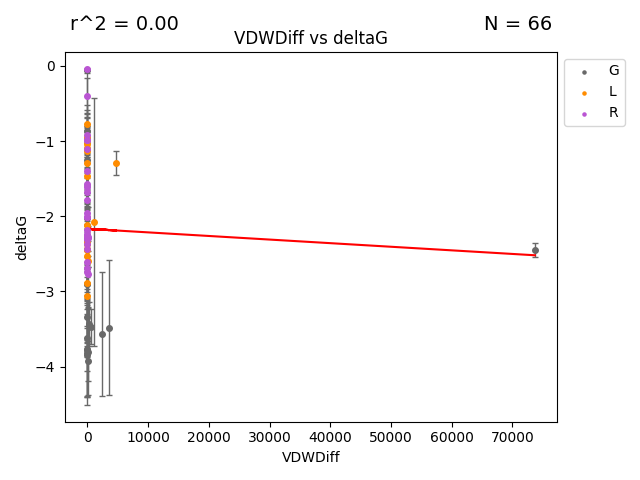 r^2 = 0.00
N = 66
VDWDiff vs deltaG
G
L
R
deltaG
0
−1
−2
−3
−4
0 10000 20000 30000 40000 50000 60000 70000
VDWDiff